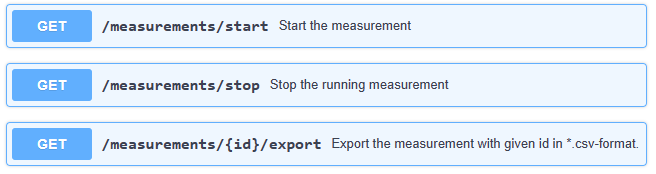 GET /measurements/start Start the measurement
GET /measurements/stop Stop the running measurement
GET /measurements/{id}/export Export the measurement with given id in *.csv-format.